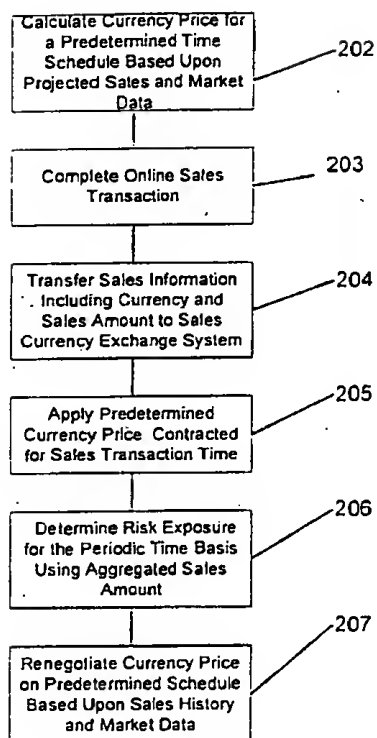 Calculate Currency Price for
a Predetermined Time
Schedule Based Upon
Projected Sales and Market
Data
202
Complete Online Sales
Transaction
203
Transfer Sales Information
Including Currency and
Sales Amount to Sales
Currency Exchange System
204
Apply Predetermined
Currency Price Contracted
for Sales Transaction Time
205
Determine Risk Exposure
for the Periodic Time Basis
Using Aggregated Sales
Amount
206
Renegotiate Currency Price
on Predetermined Schedule
Based Upon Sales History
and Market Data
207